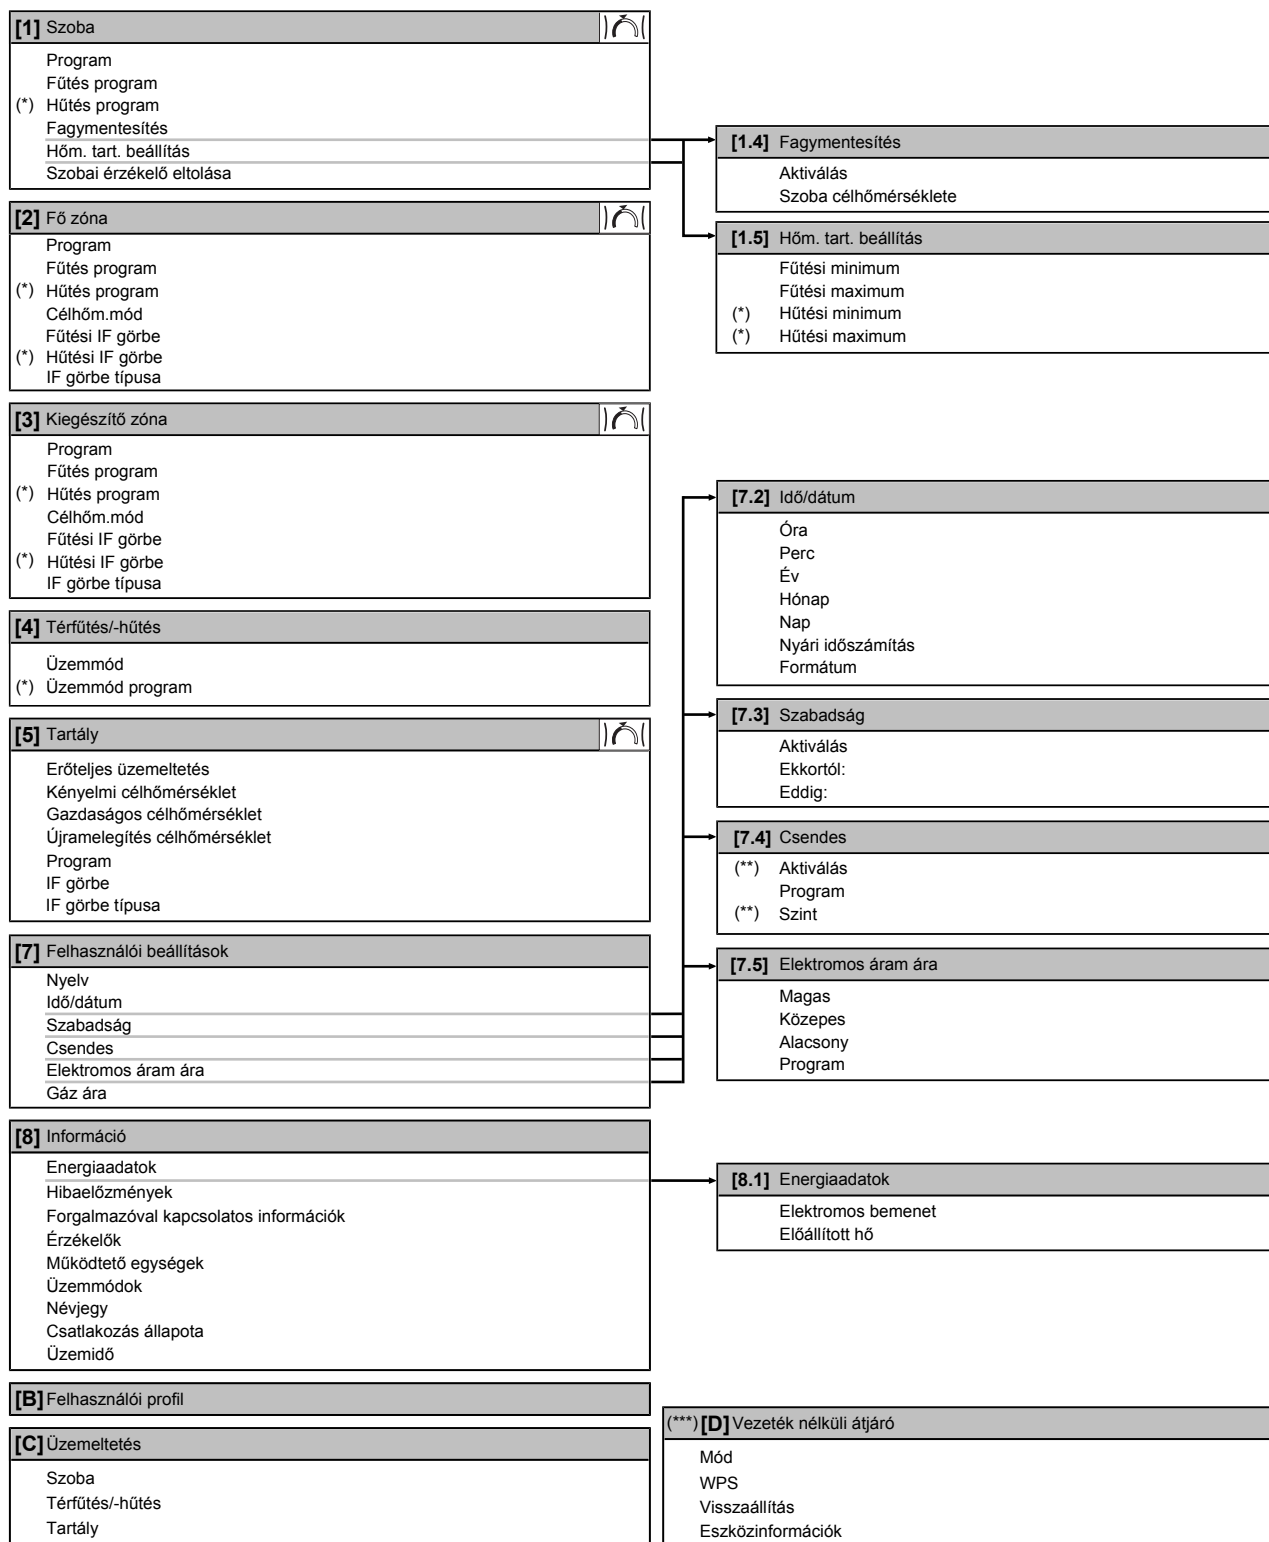 [1] Szoba
Program
Fűtés program
(*) Hűtés program
Fagymentesítés
Hőm. tart. beállítás
Szobai érzékelő eltolása
[1.4] Fagymentesítés
Aktiválás
Szoba célhőmérséklete
[1.5] Hőm. tart. beállítás
Fűtési minimum
Fűtési maximum
(*) Hűtési minimum
(*) Hűtési maximum
[2] Fő zóna
Program
Fűtés program
(*) Hűtés program
Célhőm.mód
Fűtési IF görbe
(*) Hűtési IF görbe
IF görbe típusa
[3] Kiegészítő zóna
Program
Fűtés program
(*) Hűtés program
Célhőm.mód
Fűtési IF görbe
(*) Hűtési IF görbe
IF görbe típusa
[4] Térfűtés/-hűtés
Üzemmód
(*) Üzemmód program
[5] Tartály
Erőteljes üzemeltetés
Kényelmi célhőmérséklet
Gazdaságos célhőmérséklet
Újramelegítés célhőmérséklet
Program
IF görbe
IF görbe típusa
[7] Felhasználói beállítások
Nyelv
Idő/dátum
Szabadság
Csendes
Elektromos áram ára
Gáz ára
[7.2] Idő/dátum
Óra
Perc
Év
Hónap
Nap
Nyári időszámítás
Formátum
[7.3] Szabadság
Aktiválás
Ekkortól:
Eddig:
[7.4] Csendes
(**) Aktiválás
Program
(**) Szint
[7.5] Elektromos áram ára
Magas
Közepes
Alacsony
Program
[8] Információ
Energiaadatok
Hibaelőzmények
Forgalmazóval kapcsolatos információk
Érzékelők
Működtető egységek
Üzemmódok
Névjegy
Csatlakozás állapota
Üzemidő
[8.1] Energiaadatok
Elektromos bemenet
Előállított hő
[B] Felhasználói profil
[C] Üzemeltetés
Szoba
Térfűtés/-hűtés
Tartály
(***) [D] Vezeték nélküli átjáró
Mód
WPS
Visszaállítás
Eszközinformációk